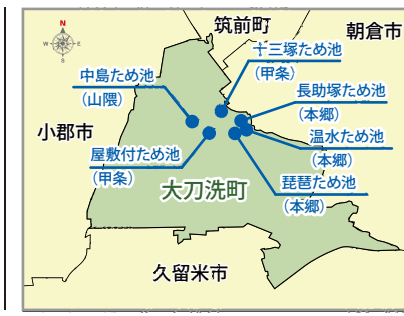 筑前町
朝倉市
N
W
E
S
十三塚ため池
(甲条)
中島ため池
(山隈)
長助塚ため池
(本郷)
小郡市
温水ため池
(本郷)
屋敷付ため池
(甲条)
琵琶ため池
(本郷)
大刀洗町
久留米市